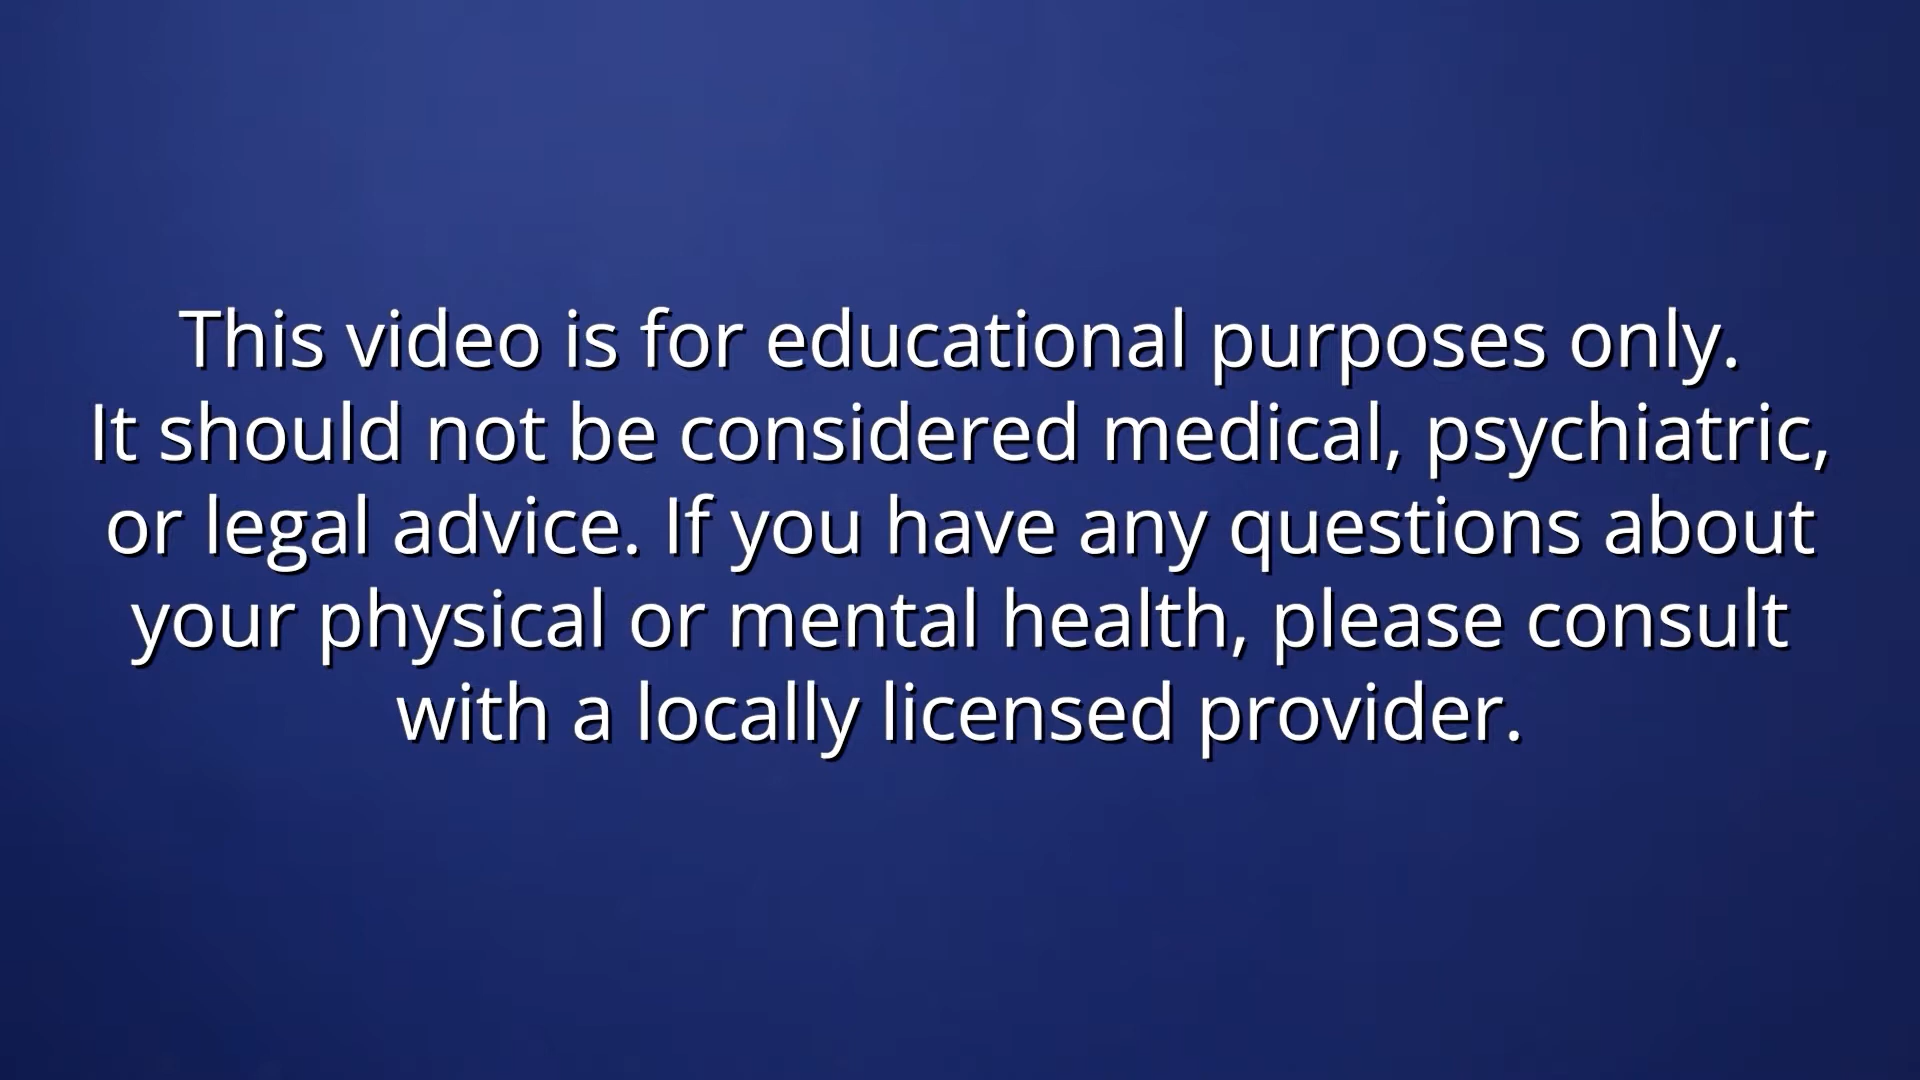 This video is for educational purposes only.
It should not be considered medical, psychiatric,
or legal advice. If you have any questions about
your physical or mental health, please consult
with a locally licensed provider.